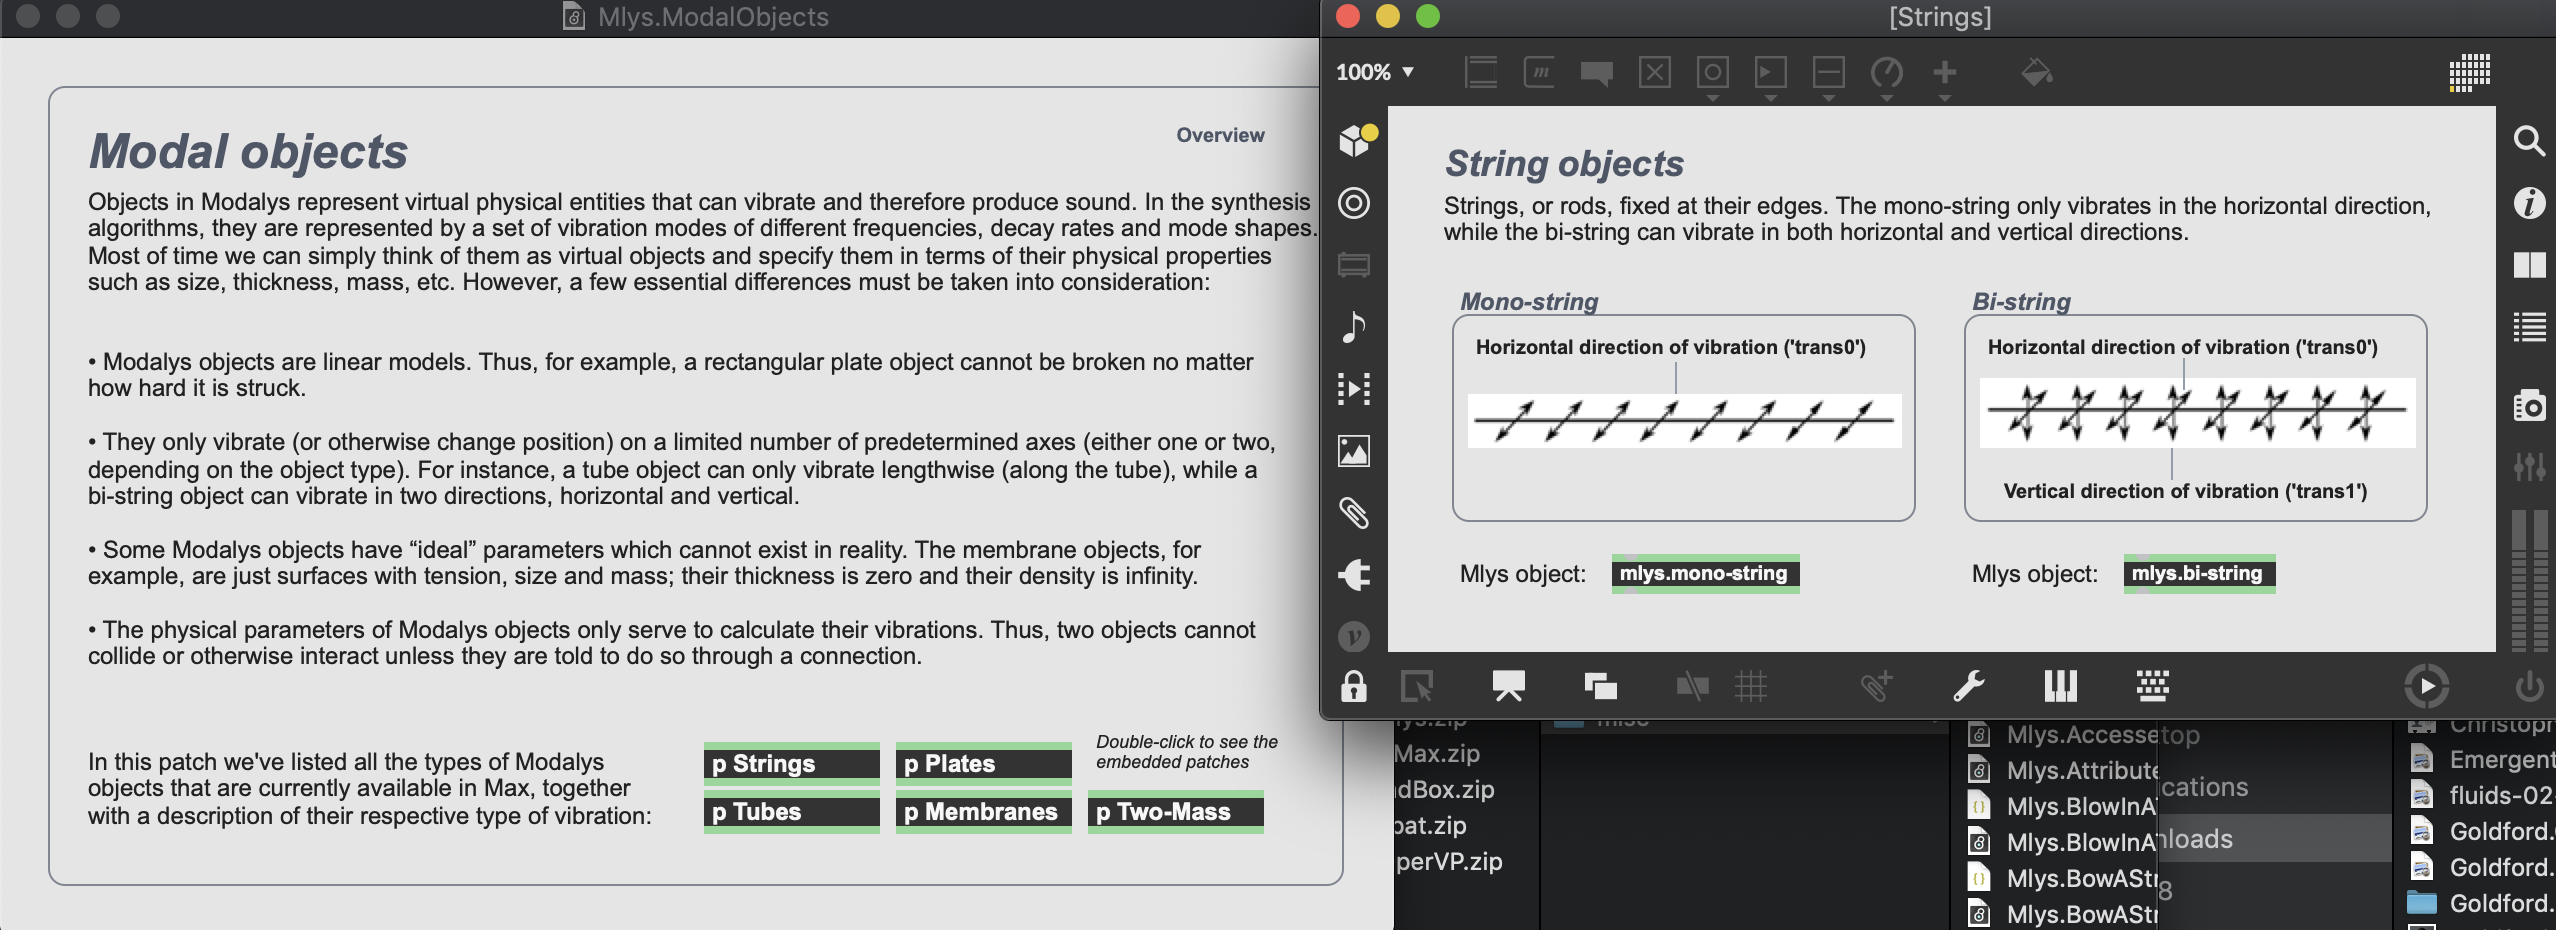 Mlys.ModalObjects
Modal objects
Overview
Objects in Modalys represent virtual physical entities that can vibrate and therefore produce sound. In the synthesis
algorithms, they are represented by a set of vibration modes of different frequencies, decay rates and mode shapes.
Most of time we can simply think of them as virtual objects and specify them in terms of their physical properties
such as size, thickness, mass, etc. However, a few essential differences must be taken into consideration:
• Modalys objects are linear models. Thus, for example, a rectangular plate object cannot be broken no matter
how hard it is struck.
• They only vibrate (or otherwise change position) on a limited number of predetermined axes (either one or two,
depending on the object type). For instance, a tube object can only vibrate lengthwise (along the tube), while a
bi-string object can vibrate in two directions, horizontal and vertical.
• Some Modalys objects have “ideal” parameters which cannot exist in reality. The membrane objects, for
example, are just surfaces with tension, size and mass; their thickness is zero and their density is infinity.
• The physical parameters of Modalys objects only serve to calculate their vibrations. Thus, two objects cannot
collide or otherwise interact unless they are told to do so through a connection.
In this patch we've listed all the types of Modalys
objects that are currently available in Max, together
with a description of their respective type of vibration:
p Strings
p Plates
Double-click to see the
embedded patches
p Tubes
p Membranes
p Two-Mass
[Strings]
100%
String objects
Strings, or rods, fixed at their edges. The mono-string only vibrates in the horizontal direction,
while the bi-string can vibrate in both horizontal and vertical directions.
Mono-string
Horizontal direction of vibration ('trans0')
Mlys object:
mlys.mono-string
Bi-string
Horizontal direction of vibration ('trans0')
Vertical direction of vibration ('trans1')
Mlys object:
mlys.bi-string
lys.zip
Max.zip
dBox.zip
pat.zip
perVP.zip
misc
Mlys.Accesse
Mlys.Attribute
Mlys.BlowInA
Mlys.BlowInA
Mlys.BowAStr
Mlys.BowAStr
top
cations
nloads
8
Christoph
Emergent
fluids-02
Goldford.
Goldford.
Goldford.